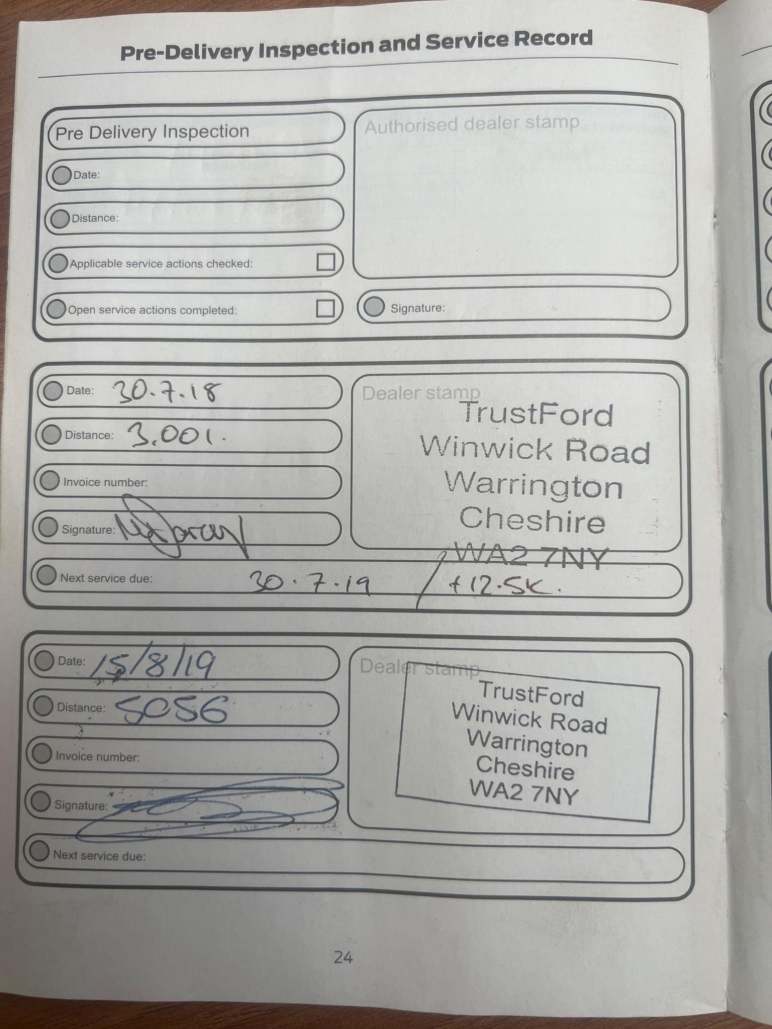 Pre-Delivery Inspection and Service Record
Pre Delivery Inspection
Authorised dealer stamp
Date:
Distance:
Applicable service actions checked:
Open service actions completed:
Signature:
Date: 30.7.18
Distance: 3,001.
Invoice number:
Signature:
Dealer stamp
TrustFord
Winwick Road
Warrington
Cheshire
WA2 7NY
Next service due: 30.7.19 / +12.5K.
Date: 15/8/19
Distance: 5056
Invoice number:
Signature:
Dealer stamp
TrustFord
Winwick Road
Warrington
Cheshire
WA2 7NY
Next service due:
24